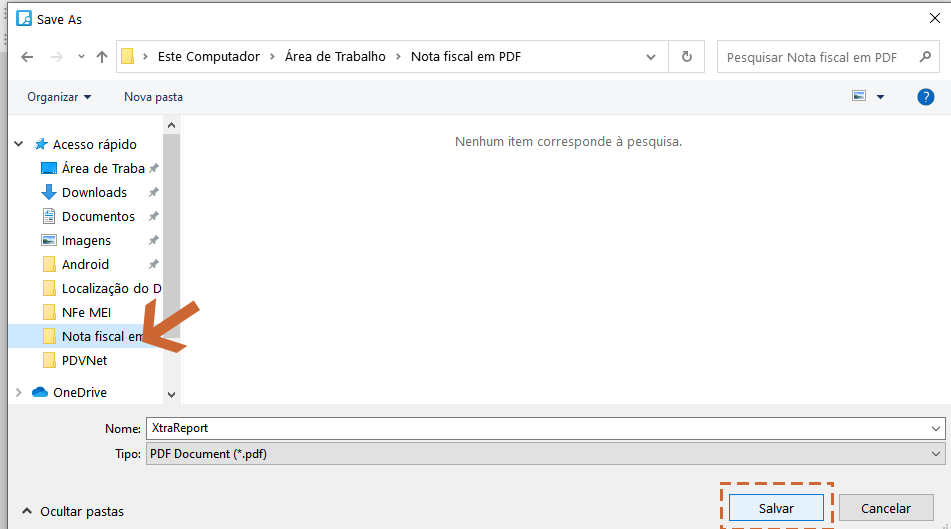 Save As
Este Computador > Área de Trabalho > Nota fiscal em PDF
Pesquisar Nota fiscal em PDF
Organizar
Nova pasta
?
Nenhum item corresponde à pesquisa.
Acesso rápido
Área de Traba
Downloads
Documentos
Imagens
Android
Localização do D
NFe MEI
Nota fiscal em
PDVNet
OneDrive
Nome: XtraReport
Tipo: PDF Document (*.pdf)
Ocultar pastas
Salvar
Cancelar